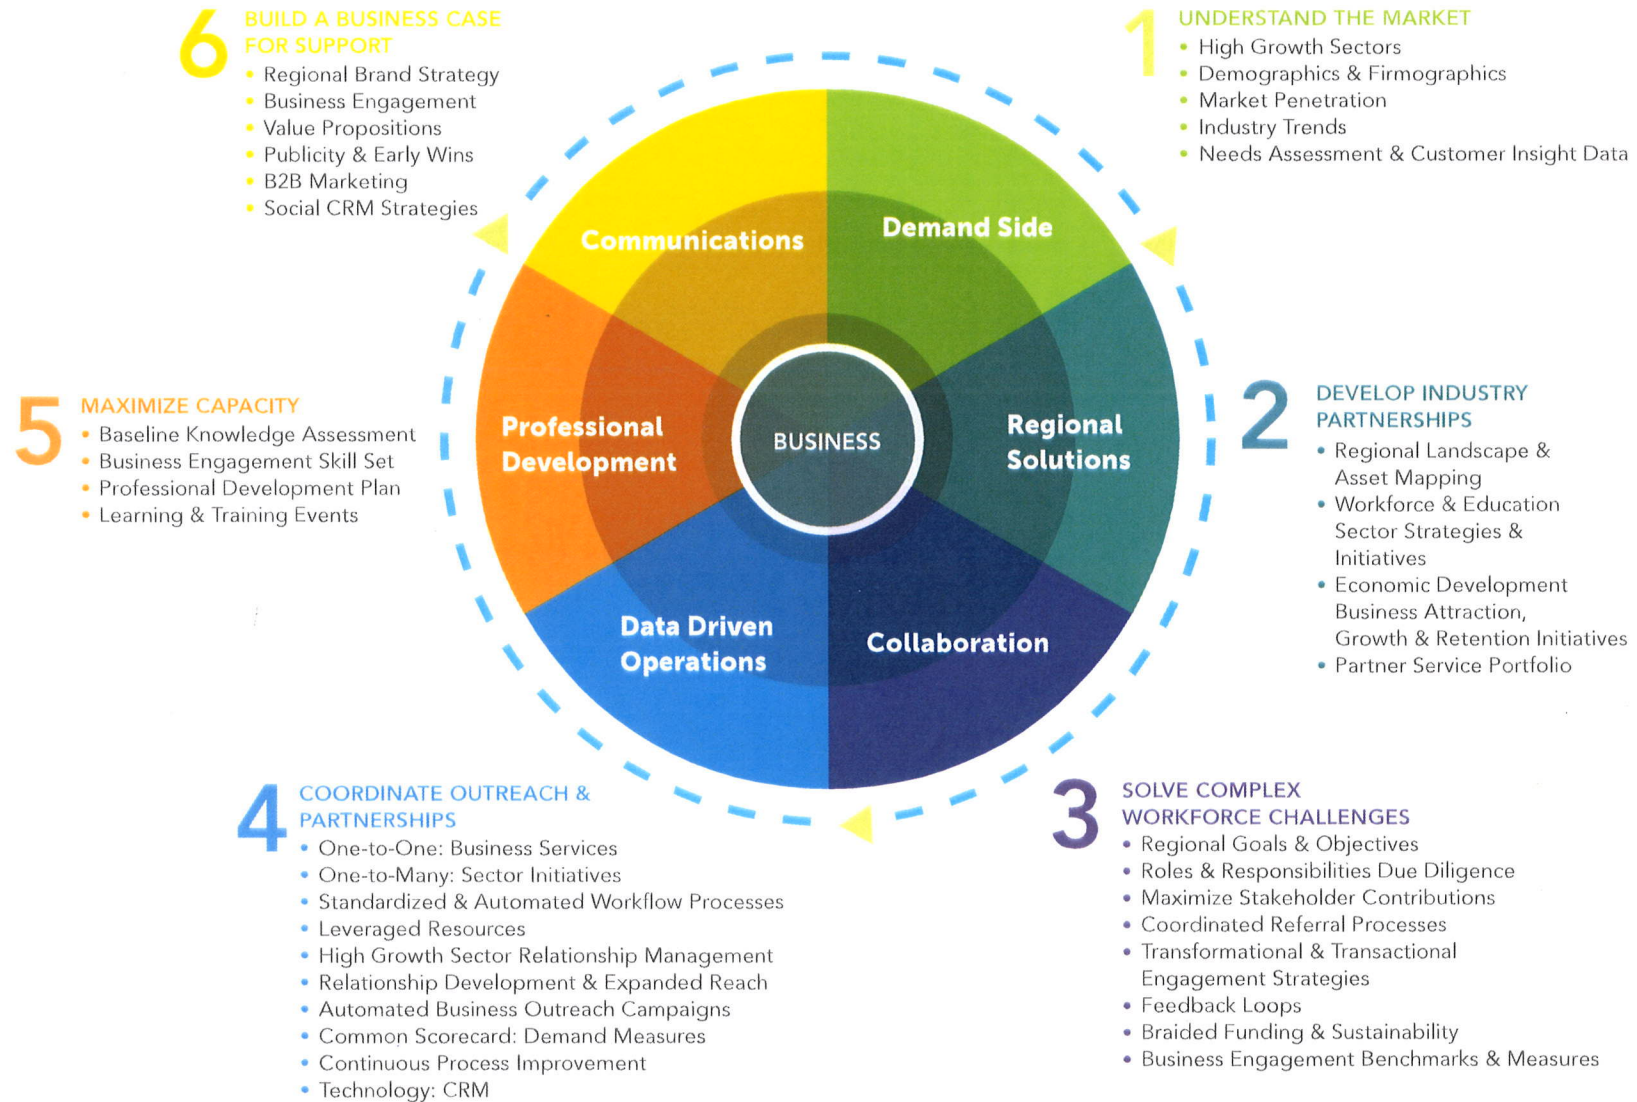 6
BUILD A BUSINESS CASE
FOR SUPPORT
• Regional Brand Strategy
• Business Engagement
• Value Propositions
• Publicity & Early Wins
• B2B Marketing
• Social CRM Strategies
1
UNDERSTAND THE MARKET
• High Growth Sectors
• Demographics & Firmographics
• Market Penetration
• Industry Trends
• Needs Assessment & Customer Insight Data
Communications
Demand Side
Professional
Development
BUSINESS
Regional
Solutions
Data Driven
Operations
Collaboration
5
MAXIMIZE CAPACITY
• Baseline Knowledge Assessment
• Business Engagement Skill Set
• Professional Development Plan
• Learning & Training Events
2
DEVELOP INDUSTRY
PARTNERSHIPS
• Regional Landscape &
Asset Mapping
• Workforce & Education
Sector Strategies &
Initiatives
• Economic Development
Business Attraction,
Growth & Retention Initiatives
• Partner Service Portfolio
4
COORDINATE OUTREACH &
PARTNERSHIPS
• One-to-One: Business Services
• One-to-Many: Sector Initiatives
• Standardized & Automated Workflow Processes
• Leveraged Resources
• High Growth Sector Relationship Management
• Relationship Development & Expanded Reach
• Automated Business Outreach Campaigns
• Common Scorecard: Demand Measures
• Continuous Process Improvement
• Technology: CRM
3
SOLVE COMPLEX
WORKFORCE CHALLENGES
• Regional Goals & Objectives
• Roles & Responsibilities Due Diligence
• Maximize Stakeholder Contributions
• Coordinated Referral Processes
• Transformational & Transactional
Engagement Strategies
• Feedback Loops
• Braided Funding & Sustainability
• Business Engagement Benchmarks & Measures